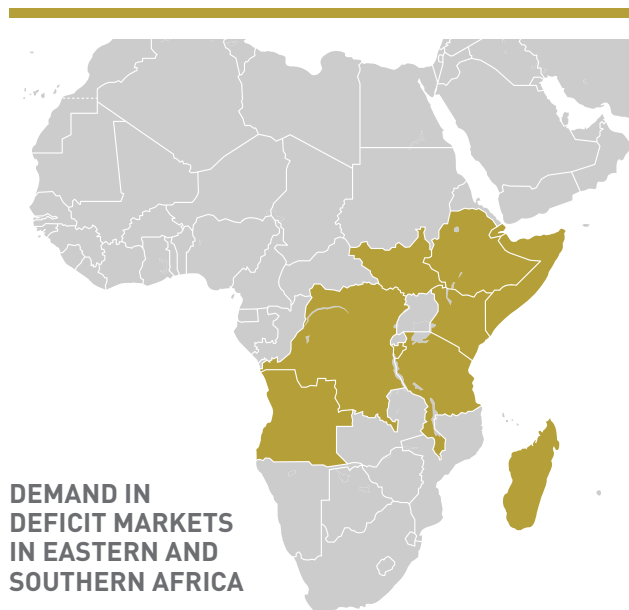 DEMAND IN
DEFICIT MARKETS
IN EASTERN AND
SOUTHERN AFRICA